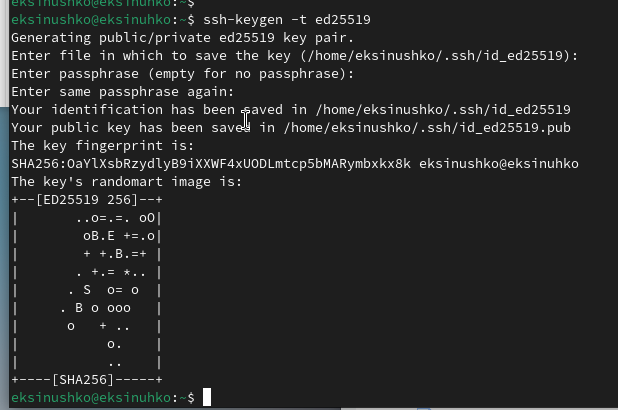 eksinushko@eksinuhko:~$
eksinushko@eksinuhko:~$ ssh-keygen -t ed25519
Generating public/private ed25519 key pair.
Enter file in which to save the key (/home/eksinushko/.ssh/id_ed25519):
Enter passphrase (empty for no passphrase):
Enter same passphrase again:
Your identification has been saved in /home/eksinushko/.ssh/id_ed25519
Your public key has been saved in /home/eksinushko/.ssh/id_ed25519.pub
The key fingerprint is:
SHA256:OaYlXsbRzydlyB9iXXWF4xUODLmtcp5bMARymbxkx8k eksinushko@eksinuhko
The key's randomart image is:
+--[ED25519 256]--+
|       ..o=.=. oO|
|        oB.E +=.o|
|        + +.B.=+ |
|       . +.= *.. |
|      . S  o= o  |
|     . B o ooo   |
|      o   + ..   |
|           o.    |
|           ..    |
+----[SHA256]-----+
eksinushko@eksinuhko:~$